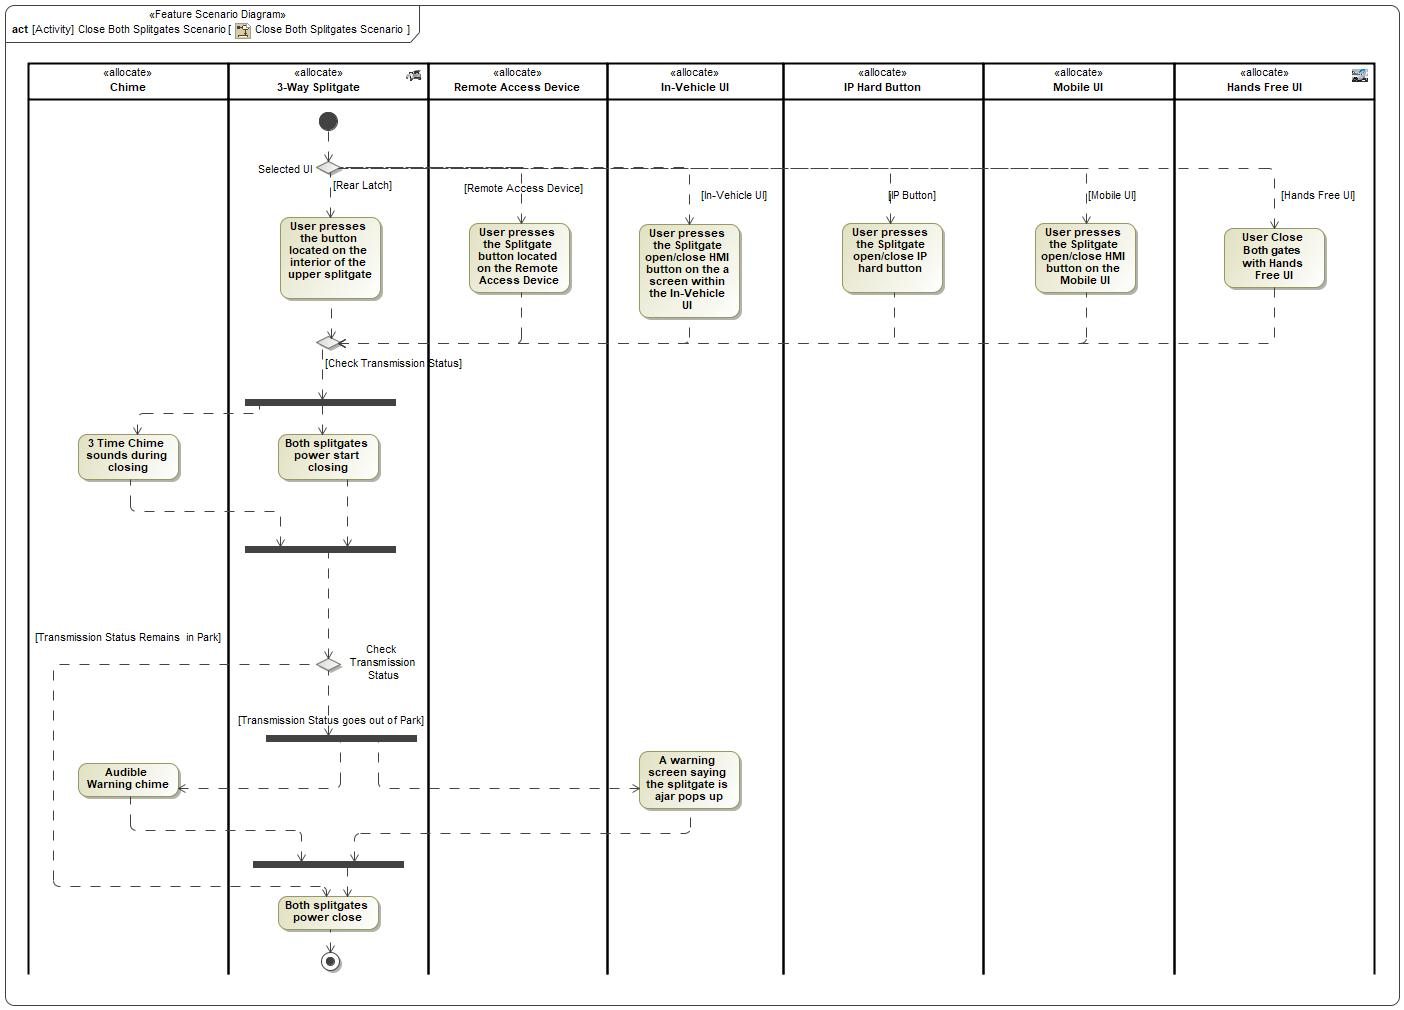 «Feature Scenario Diagram»
act [Activity] Close Both Splitgates Scenario [ Close Both Splitgates Scenario ]
«allocate»
Chime
«allocate»
3-Way Splitgate
«allocate»
Remote Access Device
«allocate»
In-Vehicle UI
«allocate»
IP Hard Button
«allocate»
Mobile UI
«allocate»
Hands Free UI
Selected UI
[Rear Latch]
[Remote Access Device]
[In-Vehicle UI]
[IP Button]
[Mobile UI]
[Hands Free UI]
User presses
the button
located on the
interior of the
upper splitgate
User presses
the Splitgate
button located
on the Remote
Access Device
User presses
the Splitgate
open/close HMI
button on the a
screen within
the In-Vehicle
UI
User presses
the Splitgate
open/close IP
hard button
User presses
the Splitgate
open/close HMI
button on the
Mobile UI
User Close
Both gates
with Hands
Free UI
[Check Transmission Status]
3 Time Chime
sounds during
closing
Both splitgates
power start
closing
[Transmission Status Remains  in Park]
Check
Transmission
Status
[Transmission Status goes out of Park]
Audible
Warning chime
A warning
screen saying
the splitgate is
ajar pops up
Both splitgates
power close